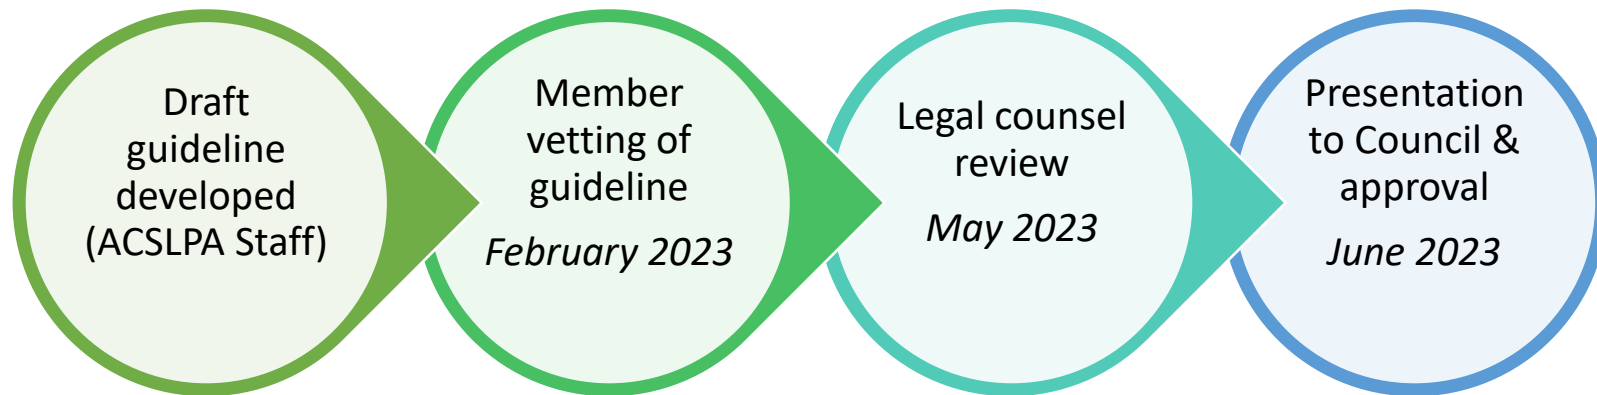 Draft
guideline
developed
(ACSLPA Staff)
Member
vetting of
guideline
February 2023
Legal counsel
review
May 2023
Presentation
to Council &
approval
June 2023